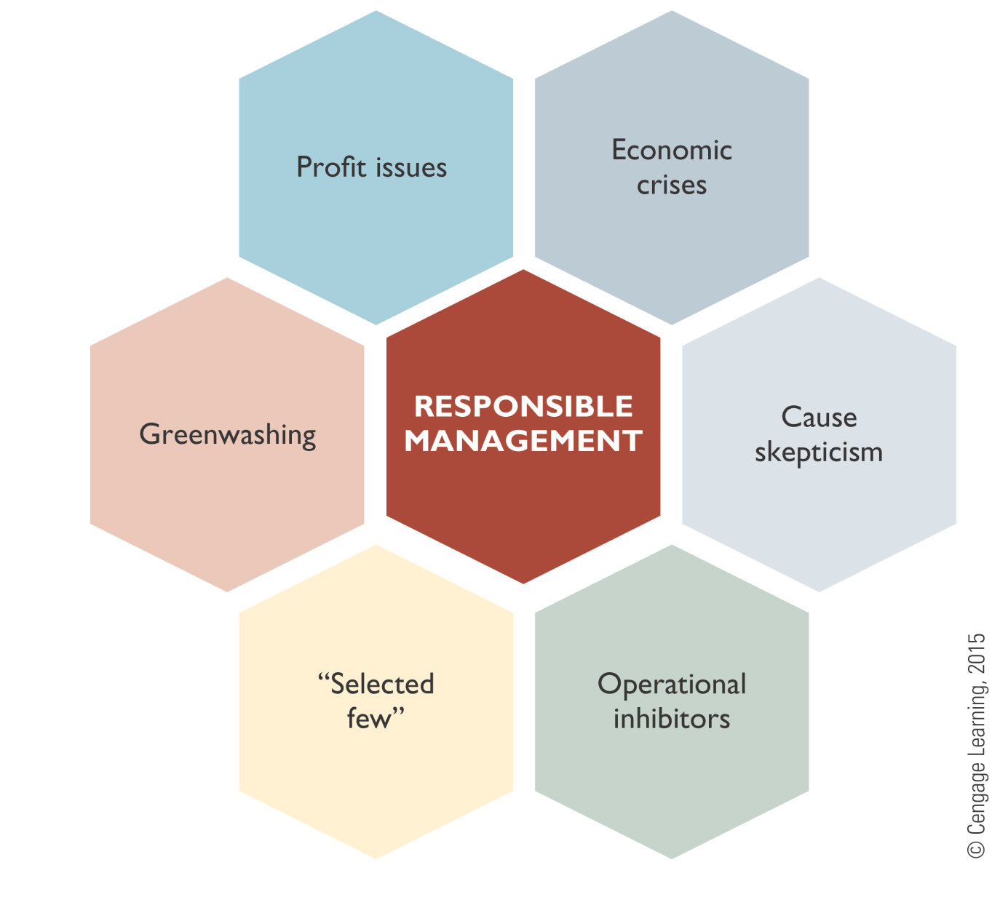 Profit issues
Economic
crises
Greenwashing
RESPONSIBLE
MANAGEMENT
Cause
skepticism
“Selected
few”
Operational
inhibitors
© Cengage Learning, 2015